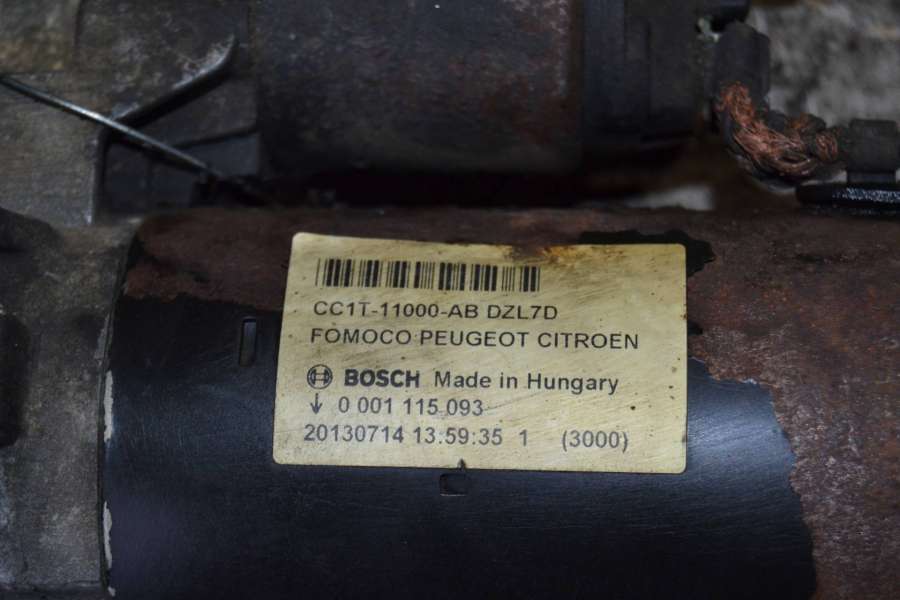 CC1T-11000-AB DZL7D
FOMOCO PEUGEOT CITROEN
BOSCH Made in Hungary
↓ 0 001 115 093
20130714 13:59:35 1 (3000)